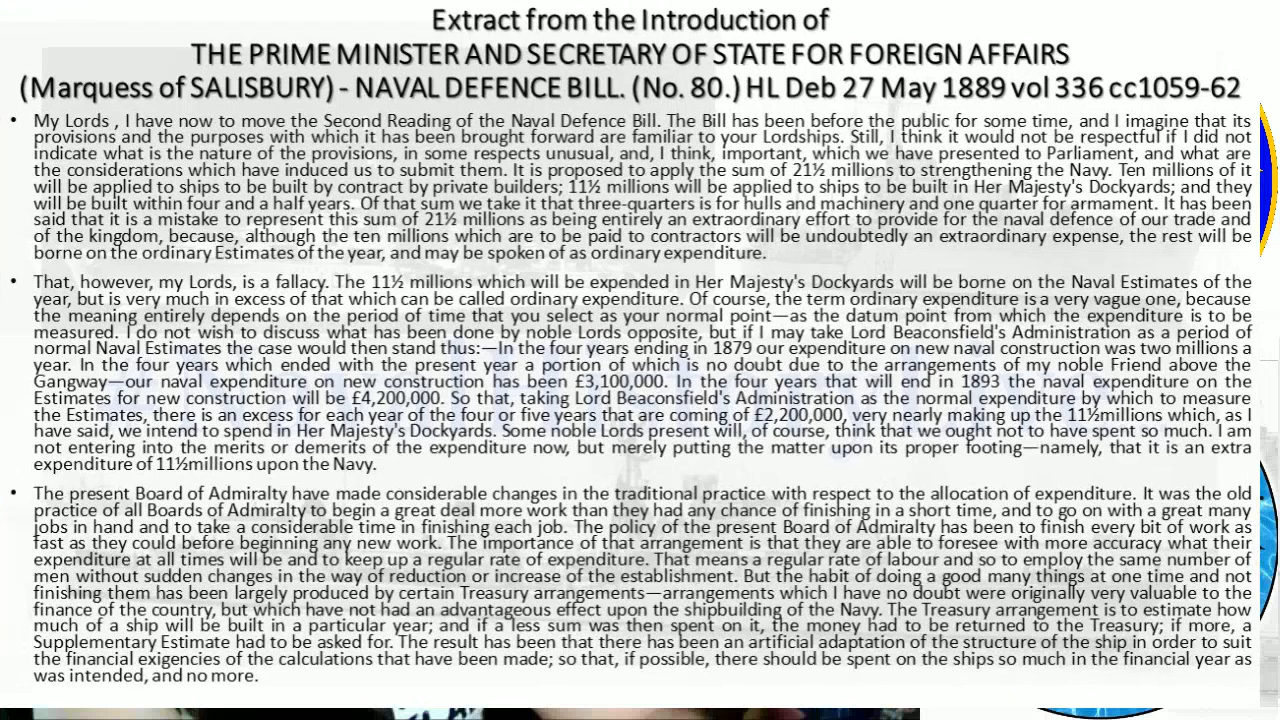 Extract from the Introduction of
THE PRIME MINISTER AND SECRETARY OF STATE FOR FOREIGN AFFAIRS
(Marquess of SALISBURY) - NAVAL DEFENCE BILL. (No. 80.) HL Deb 27 May 1889 vol 336 cc1059-62
• My Lords , I have now to move the Second Reading of the Naval Defence Bill. The Bill has been before the public for some time, and I imagine that its
provisions and the purposes with which it has been brought forward are familiar to your Lordships. Still, I think it would not be respectful if I did not
indicate what is the nature of the provisions, in some respects unusual, and, I think, important, which we have presented to Parliament, and what are
the considerations which have induced us to submit them. It is proposed to apply the sum of 21½ millions to strengthening the Navy. Ten millions of it
will be applied to ships to be built by contract by private builders; 11½ millions will be applied to ships to be built in Her Majesty's Dockyards; and they
will be built within four and a half years. Of that sum we take it that three-quarters is for hulls and machinery and one quarter for armament. It has been
said that it is a mistake to represent this sum of 21½ millions as being entirely an extraordinary effort to provide for the naval defence of our trade and
of the kingdom, because, although the ten millions which are to be paid to contractors will be undoubtedly an extraordinary expense, the rest will be
borne on the ordinary Estimates of the year, and may be spoken of as ordinary expenditure.
• That, however, my Lords, is a fallacy. The 11½ millions which will be expended in Her Majesty's Dockyards will be borne on the Naval Estimates of the
year, but is very much in excess of that which can be called ordinary expenditure. Of course, the term ordinary expenditure is a very vague one, because
the meaning entirely depends on the period of time that you select as your normal point—as the datum point from which the expenditure is to be
measured. I do not wish to discuss what has been done by noble Lords opposite, but if I may take Lord Beaconsfield's Administration as a period of
normal Naval Estimates the case would then stand thus:—In the four years ending in 1879 our expenditure on new naval construction was two millions a
year. In the four years which ended with the present year a portion of which is no doubt due to the arrangements of my noble Friend above the
Gangway—our naval expenditure on new construction has been £3,100,000. In the four years that will end in 1893 the naval expenditure on the
Estimates for new construction will be £4,200,000. So that, taking Lord Beaconsfield's Administration as the normal expenditure by which to measure
the Estimates, there is an excess for each year of the four or five years that are coming of £2,200,000, very nearly making up the 11½millions which, as I
have said, we intend to spend in Her Majesty's Dockyards. Some noble Lords present will, of course, think that we ought not to have spent so much. I am
not entering into the merits or demerits of the expenditure now, but merely putting the matter upon its proper footing—namely, that it is an extra
expenditure of 11½millions upon the Navy.
• The present Board of Admiralty have made considerable changes in the traditional practice with respect to the allocation of expenditure. It was the old
practice of all Boards of Admiralty to begin a great deal more work than they had any chance of finishing in a short time, and to go on with a great many
jobs in hand and to take a considerable time in finishing each job. The policy of the present Board of Admiralty has been to finish every bit of work as
fast as they could before beginning any new work. The importance of that arrangement is that they are able to foresee with more accuracy what their
expenditure at all times will be and to keep up a regular rate of expenditure. That means a regular rate of labour and so to employ the same number of
men without sudden changes in the way of reduction or increase of the establishment. But the habit of doing a good many things at one time and not
finishing them has been largely produced by certain Treasury arrangements—arrangements which I have no doubt were originally very valuable to the
finance of the country, but which have not had an advantageous effect upon the shipbuilding of the Navy. The Treasury arrangement is to estimate how
much of a ship will be built in a particular year; and if a less sum was then spent on it, the money had to be returned to the Treasury; if more, a
Supplementary Estimate had to be asked for. The result has been that there has been an artificial adaptation of the structure of the ship in order to suit
the financial exigencies of the calculations that have been made; so that, if possible, there should be spent on the ships so much in the financial year as
was intended, and no more.